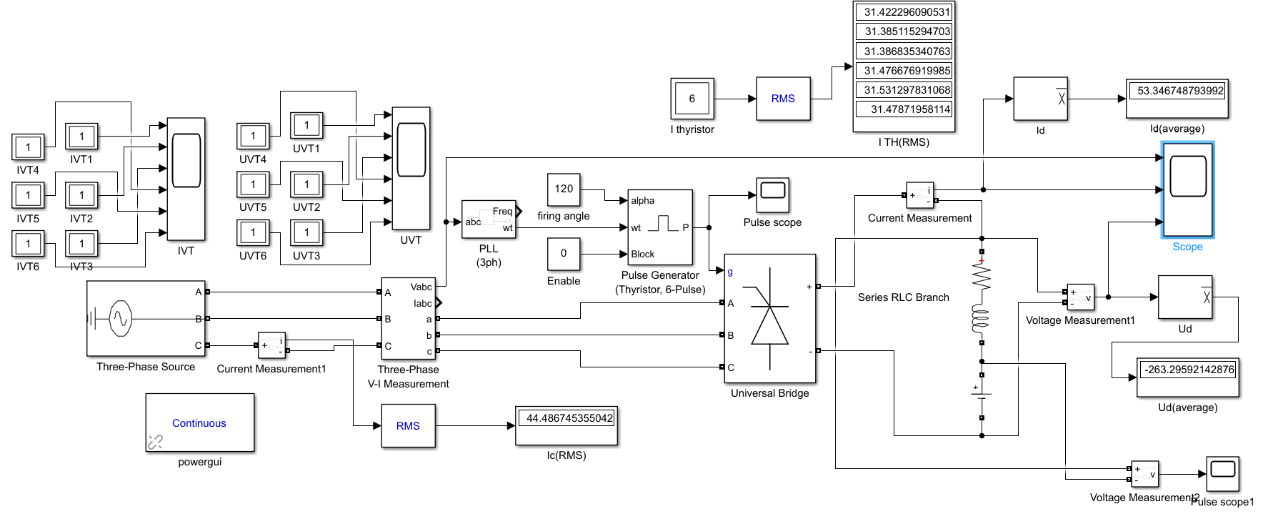 31.422296090531
31.385115294703
31.386835340763
31.476676919985
31.531297831068
31.47871958114
I TH(RMS)
6
I thyristor
RMS
Id
53.346748793992
Id(average)
1
IVT4
1
IVT1
1
IVT5
1
IVT2
1
IVT6
1
IVT3
IVT
1
UVT4
1
UVT1
1
UVT5
1
UVT2
1
UVT6
1
UVT3
UVT
abc
Freq
wt
PLL
(3ph)
120
firing angle
0
Enable
alpha
wt
Block
P
Pulse Generator
(Thyristor, 6-Pulse)
Pulse scope
i
+
-
Current Measurement
Scope
A
B
C
Three-Phase Source
i
+
-
Current Measurement1
A
B
C
Vabc
Iabc
a
b
c
Three-Phase
V-I Measurement
g
A
B
C
+
-
Universal Bridge
+
Series RLC Branch
+
+
-
v
Voltage Measurement1
Ud
-263.29592142876
Ud(average)
Continuous
powergui
RMS
44.486745355042
Ic(RMS)
+
-
v
Voltage Measurement2
Pulse scope1